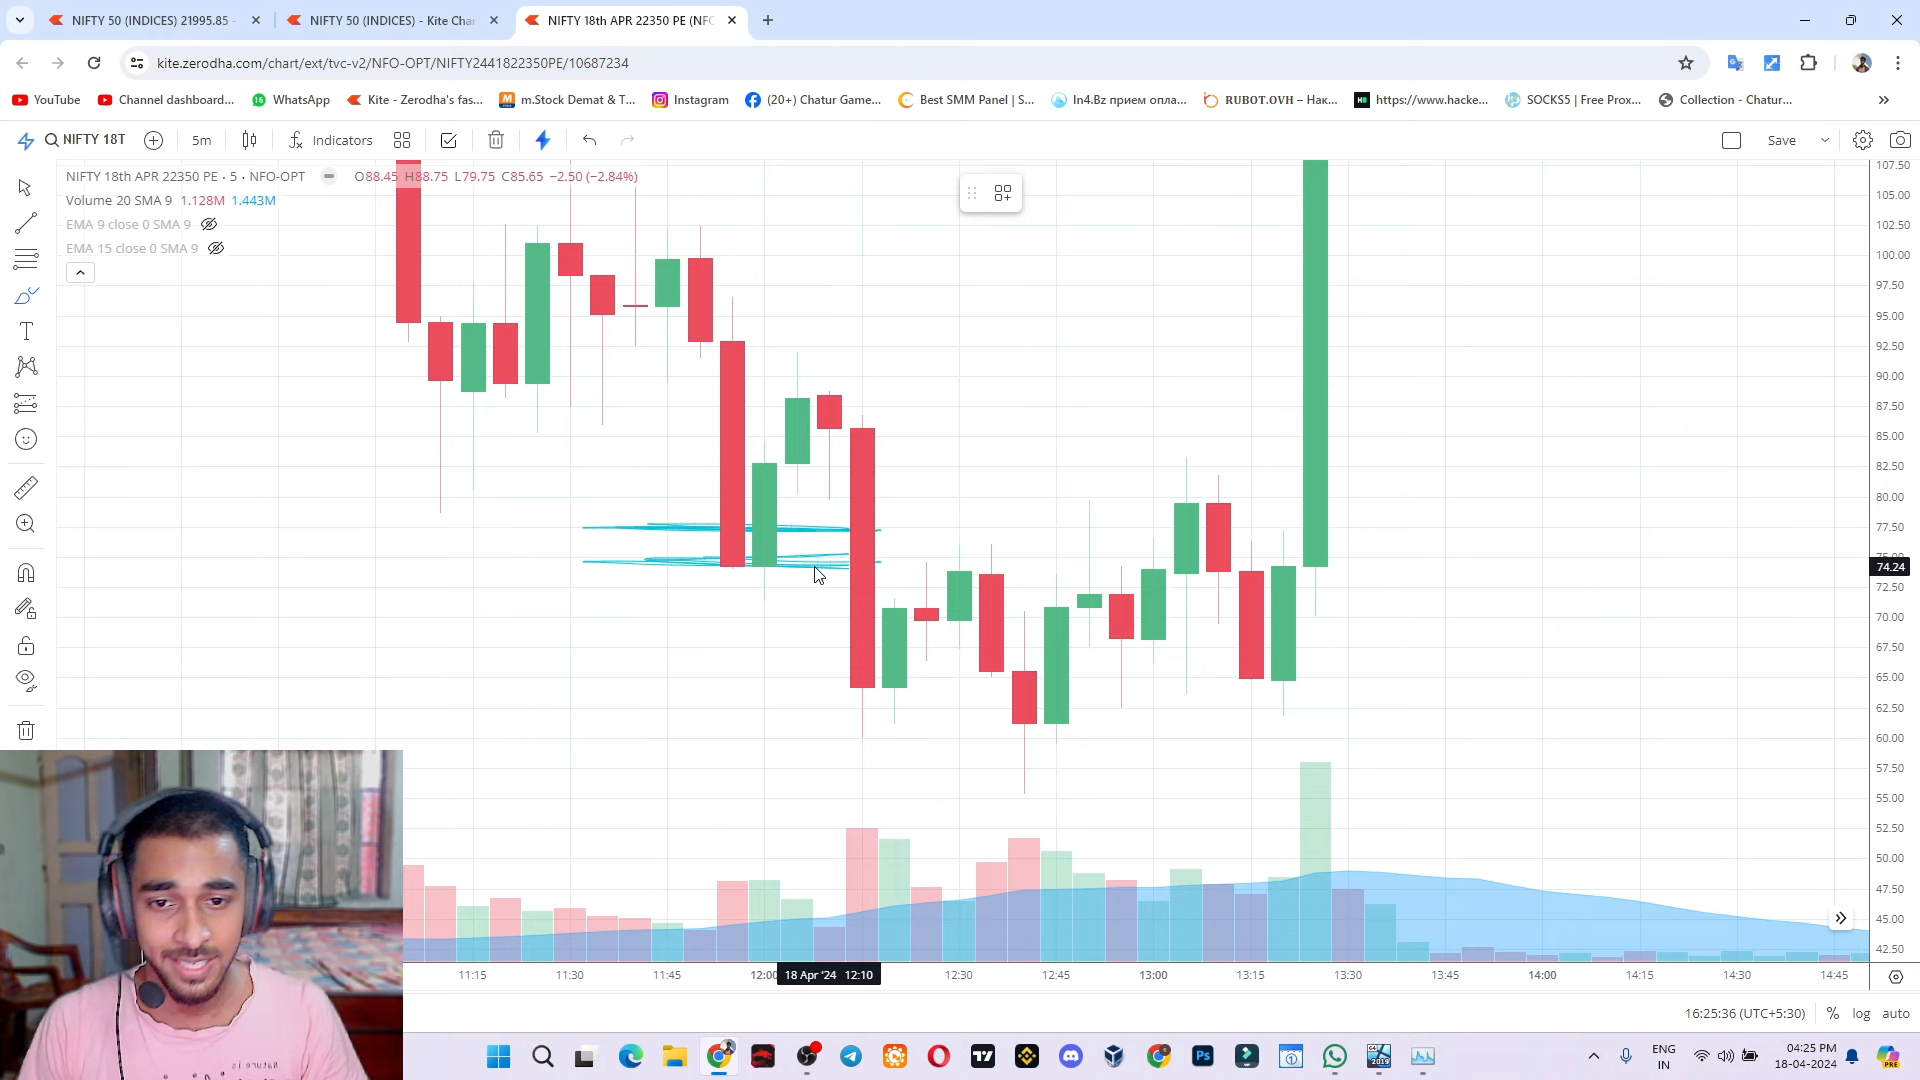 NIFTY 50 (INDICES) 21995.85 -
NIFTY 50 (INDICES) - Kite Cha
NIFTY 18th APR 22350 PE (NFO
kite.zerodha.com/chart/ext/tvc-v2/NFO-OPT/NIFTY2441822350PE/10687234
YouTube
Channel dashboard...
WhatsApp
Kite - Zerodha's fas...
m.Stock Demat & T...
Instagram
(20+) Chatur Game...
Best SMM Panel | S...
In4.Bz прием опла...
RUBOT.OVH – Нак...
https://www.hacke...
SOCKS5 | Free Prox...
Collection - Chatur...
NIFTY 18T
5m
Indicators
Save
NIFTY 18th APR 22350 PE · 5 · NFO-OPT
O88.45 H88.75 L79.75 C85.65 −2.50 (−2.84%)
Volume 20 SMA 9 1.128M 1.443M
EMA 9 close 0 SMA 9
EMA 15 close 0 SMA 9
107.50
105.00
102.50
100.00
97.50
95.00
92.50
90.00
87.50
85.00
82.50
80.00
77.50
75.00
74.24
72.50
70.00
67.50
65.00
62.50
60.00
57.50
55.00
52.50
50.00
47.50
45.00
42.50
11:15
11:30
11:45
12:00
18 Apr '24 12:10
12:30
12:45
13:00
13:15
13:30
13:45
14:00
14:15
14:30
14:45
16:25:36 (UTC+5:30)
%
log
auto
ENG
IN
04:25 PM
18-04-2024